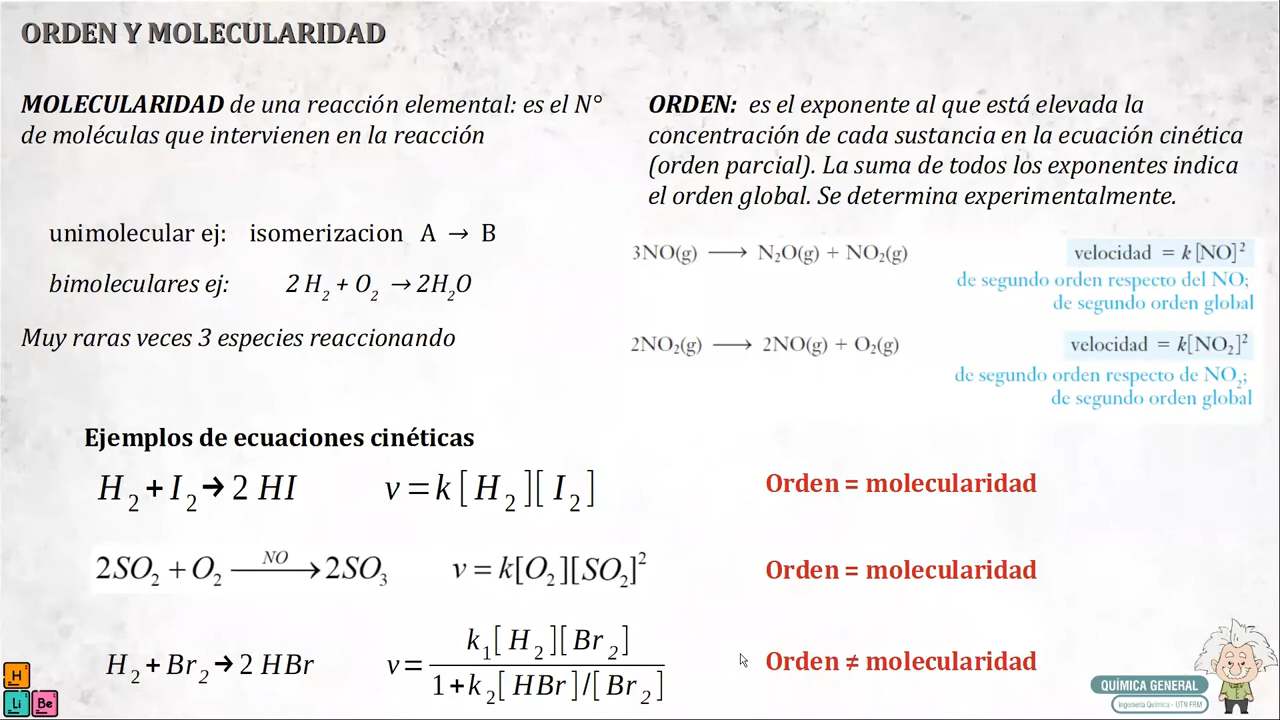 ORDEN Y MOLECULARIDAD
MOLECULARIDAD de una reacción elemental: es el N°
de moléculas que intervienen en la reacción
unimolecular ej: isomerizacion A → B
bimoleculares ej: 2 H₂ + O₂ → 2H₂O
Muy raras veces 3 especies reaccionando
ORDEN: es el exponente al que está elevada la
concentración de cada sustancia en la ecuación cinética
(orden parcial). La suma de todos los exponentes indica
el orden global. Se determina experimentalmente.
3NO(g) ⟶ N₂O(g) + NO₂(g) velocidad = k [NO]²
de segundo orden respecto del NO;
de segundo orden global
2NO₂(g) ⟶ 2NO(g) + O₂(g) velocidad = k[NO₂]²
de segundo orden respecto de NO₂;
de segundo orden global
Ejemplos de ecuaciones cinéticas
H₂ + I₂ → 2 HI v = k [ H₂ ][ I₂ ] Orden = molecularidad
NO
2SO₂ + O₂ ⟶ 2SO₃ v = k[O₂][SO₂]² Orden = molecularidad
k₁[ H₂ ][ Br₂ ]
H₂ + Br₂ → 2 HBr v = Orden ≠ molecularidad
1 + k₂[ HBr ]/[ Br₂ ]
H
Li Be
QUÍMICA GENERAL
Ingeniería Química - UTN FRM